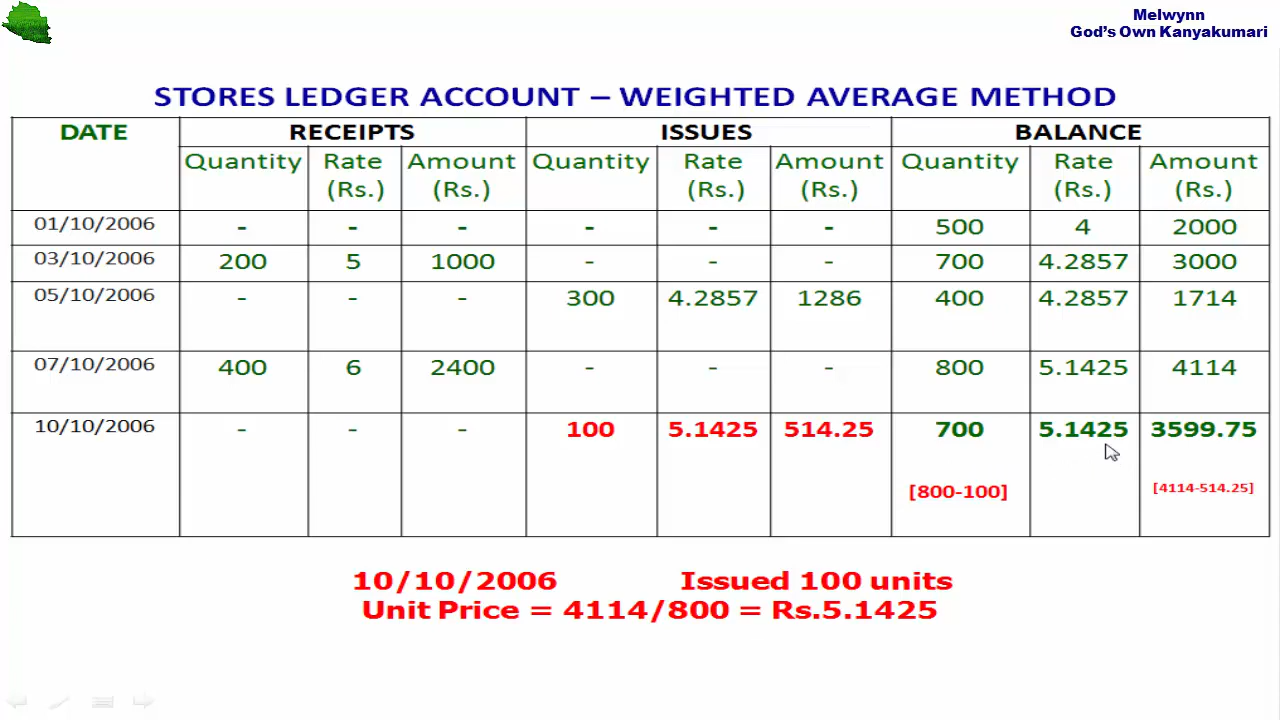 Melwynn
God's Own Kanyakumari
STORES LEDGER ACCOUNT – WEIGHTED AVERAGE METHOD
DATE RECEIPTS ISSUES BALANCE
Quantity Rate Amount Quantity Rate Amount Quantity Rate Amount
(Rs.) (Rs.) (Rs.) (Rs.) (Rs.) (Rs.)
01/10/2006 - - - - - - 500 4 2000
03/10/2006 200 5 1000 - - - 700 4.2857 3000
05/10/2006 - - - 300 4.2857 1286 400 4.2857 1714
07/10/2006 400 6 2400 - - - 800 5.1425 4114
10/10/2006 - - - 100 5.1425 514.25 700 5.1425 3599.75
[800-100] [4114-514.25]
10/10/2006 Issued 100 units
Unit Price = 4114/800 = Rs.5.1425